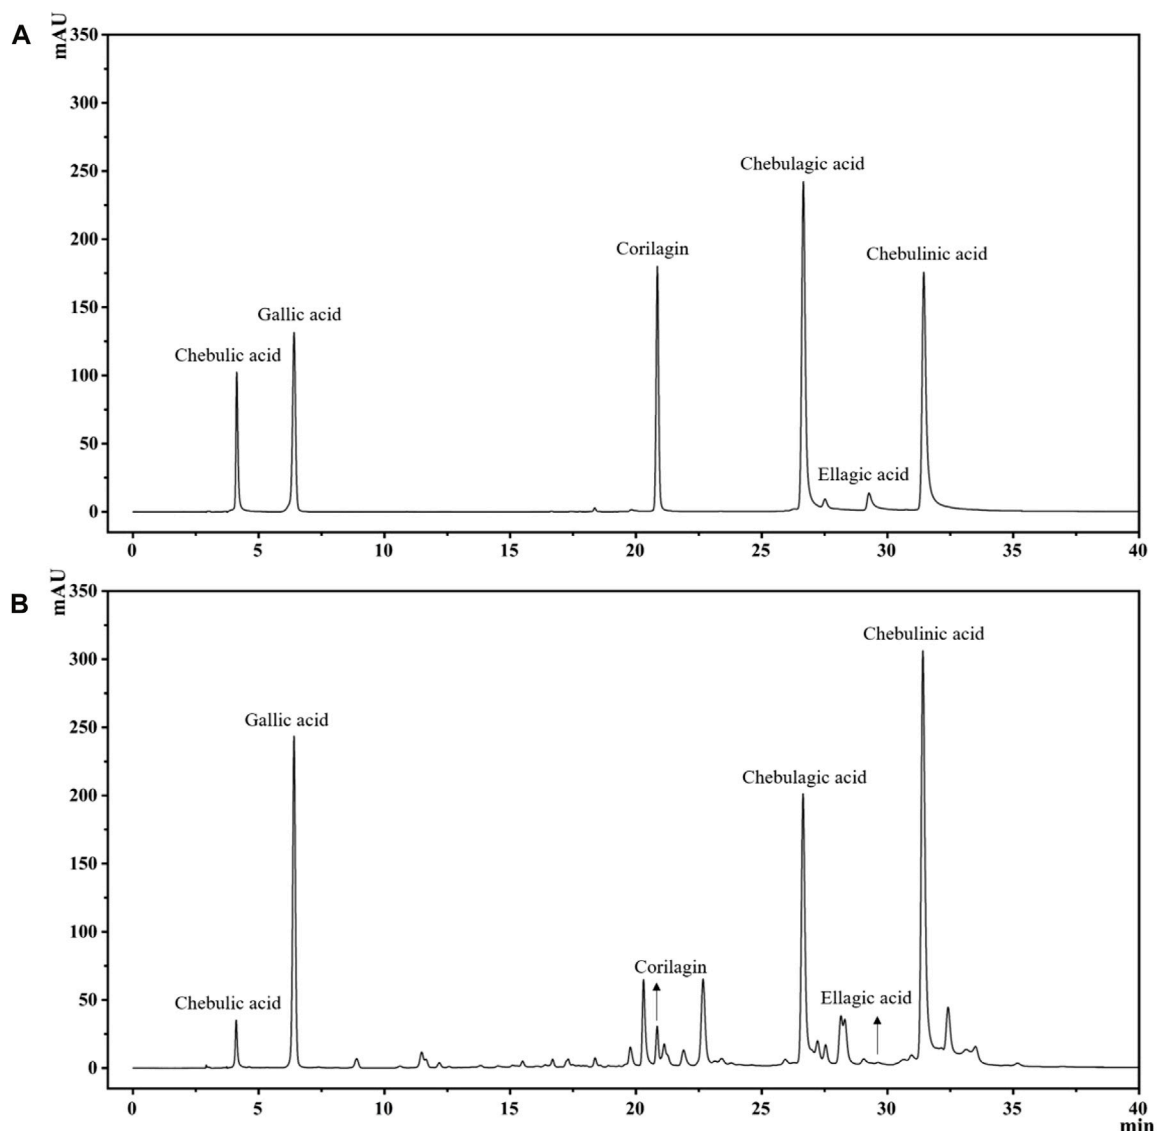 A
mAU
350
300
250
200
150
100
50
0
Chebulic acid
Gallic acid
Corilagin
Chebulagic acid
Ellagic acid
Chebulinic acid
0 5 10 15 20 25 30 35 40
B
mAU
350
300
250
200
150
100
50
0
Chebulic acid
Gallic acid
Corilagin
Chebulagic acid
Ellagic acid
Chebulinic acid
0 5 10 15 20 25 30 35 40
min